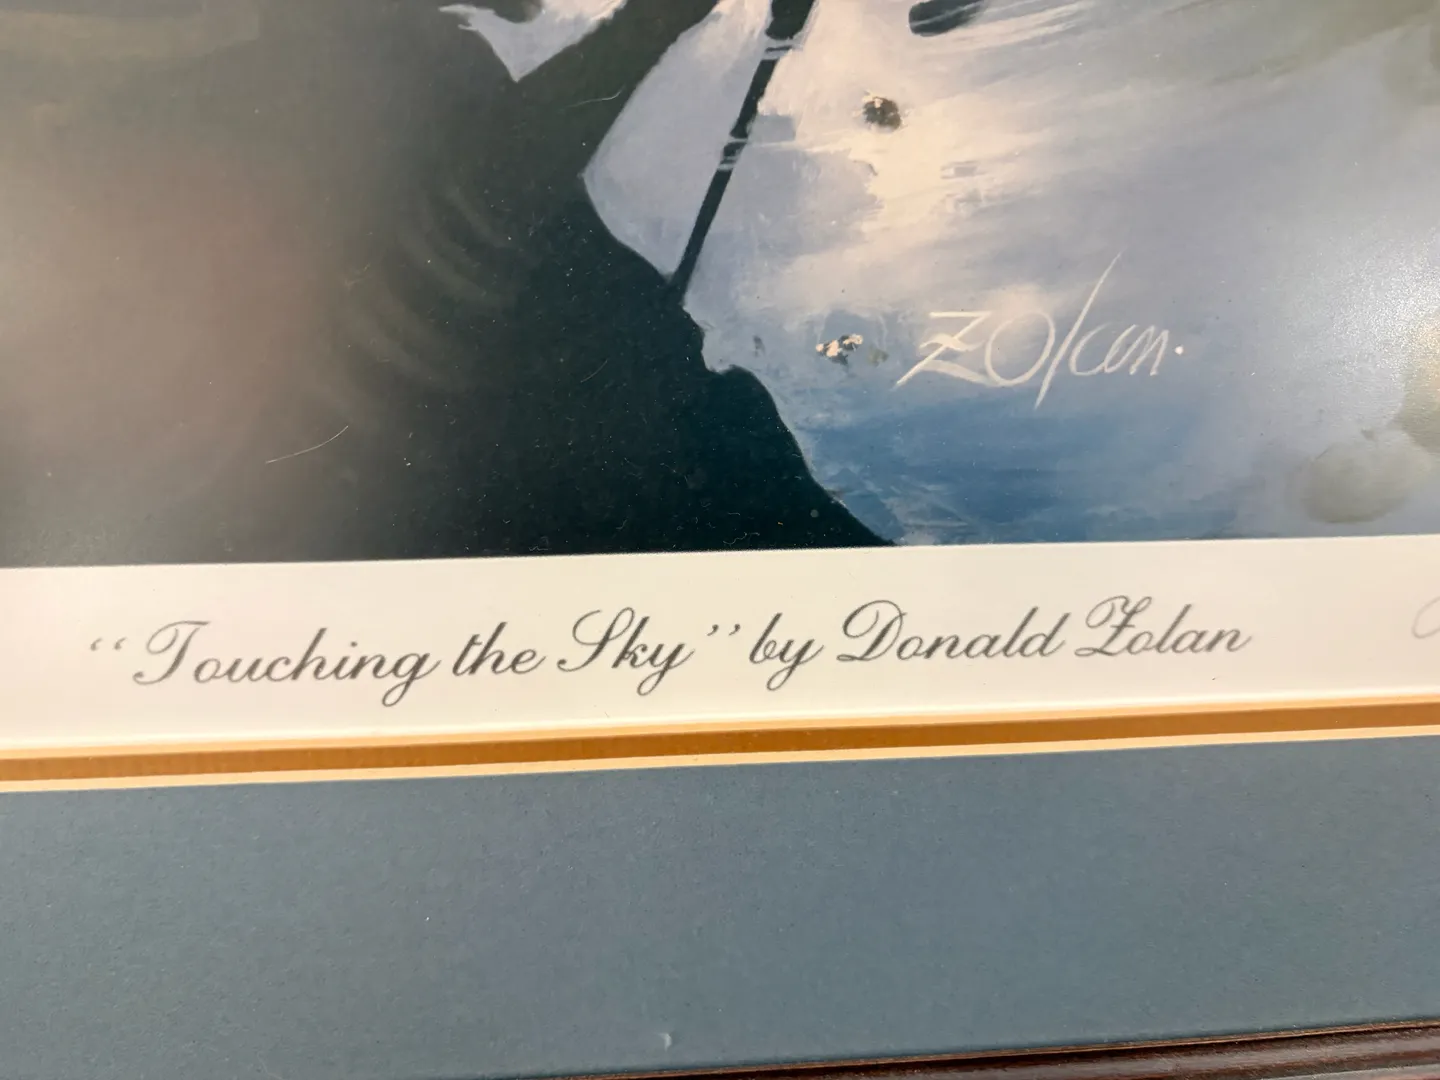 Zolan.
“Touching the Sky” by Donald Zolan